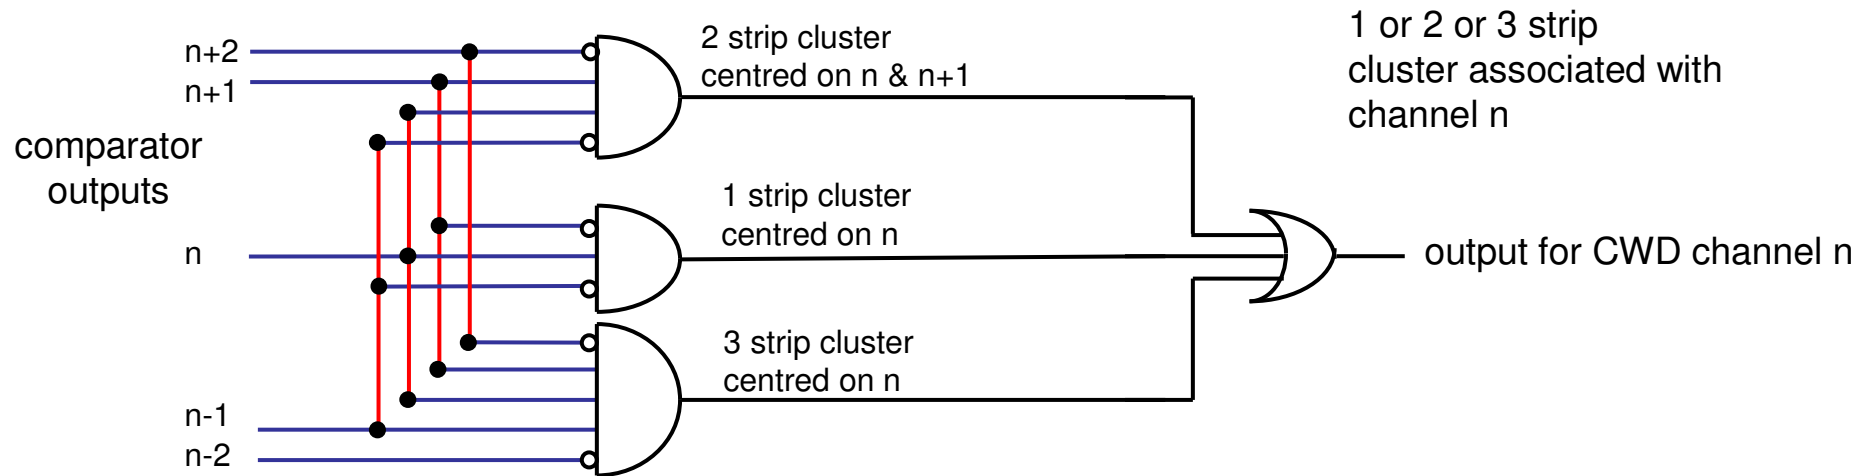 n+2
n+1
comparator
outputs
n
n-1
n-2
2 strip cluster
centred on n & n+1
1 strip cluster
centred on n
3 strip cluster
centred on n
1 or 2 or 3 strip
cluster associated with
channel n
output for CWD channel n